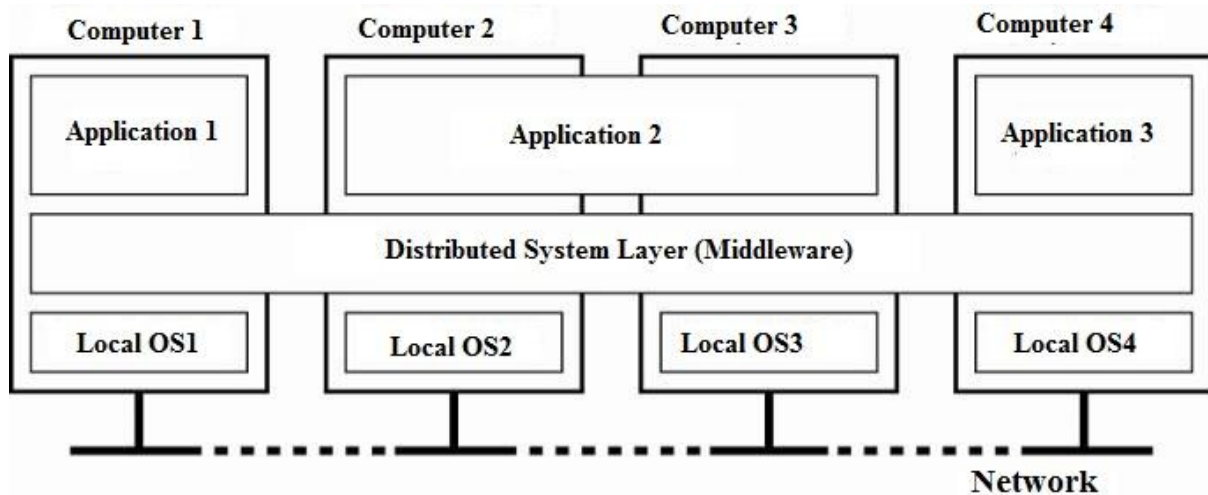 Computer 1
Computer 2
Computer 3
Computer 4
Application 1
Application 2
Application 3
Distributed System Layer (Middleware)
Local OS1
Local OS2
Local OS3
Local OS4
Network